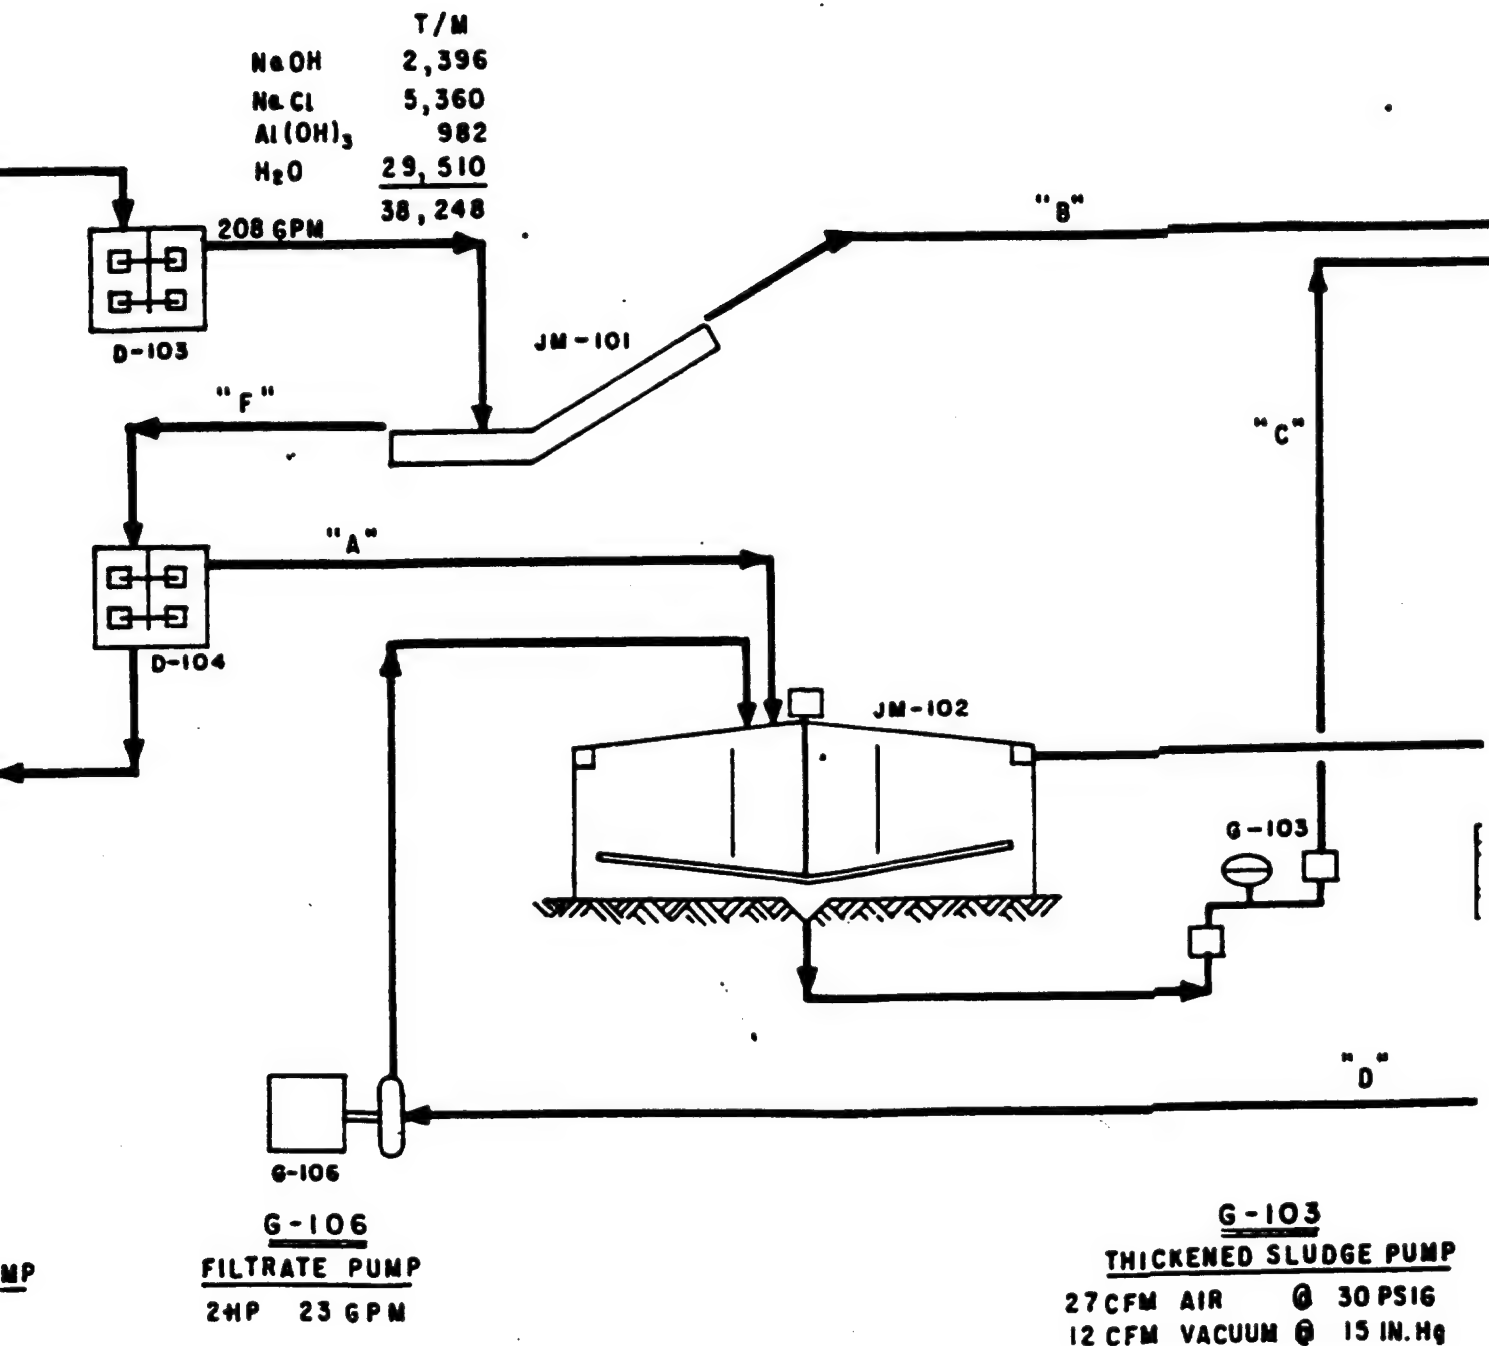 T/M
NaOH 2,396
NaCl 5,360
Al(OH)3 982
H2O 29,510
38,248
208 GPM
"B"
D-103
JM-101
"F"
"C"
"A"
D-104
JM-102
G-103
"D"
G-106
G-106
FILTRATE PUMP
2HP 23 GPM
MP
G-103
THICKENED SLUDGE PUMP
27 CFM AIR @ 30 PSIG
12 CFM VACUUM @ 15 IN.Hg